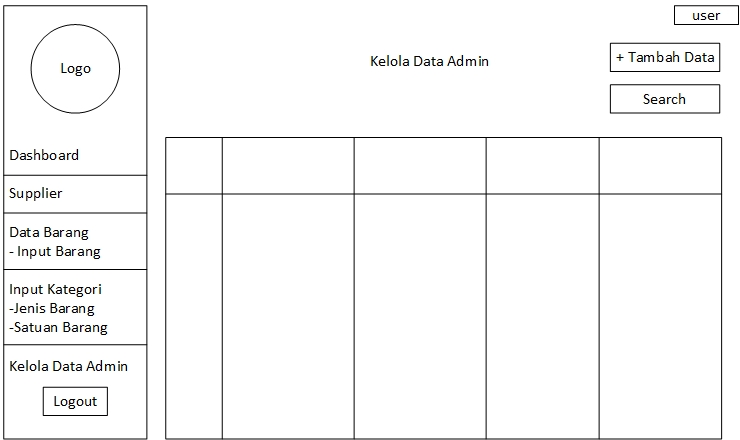 user
Logo
Kelola Data Admin
+ Tambah Data
Search
Dashboard
Supplier
Data Barang
- Input Barang
Input Kategori
-Jenis Barang
-Satuan Barang
Kelola Data Admin
Logout